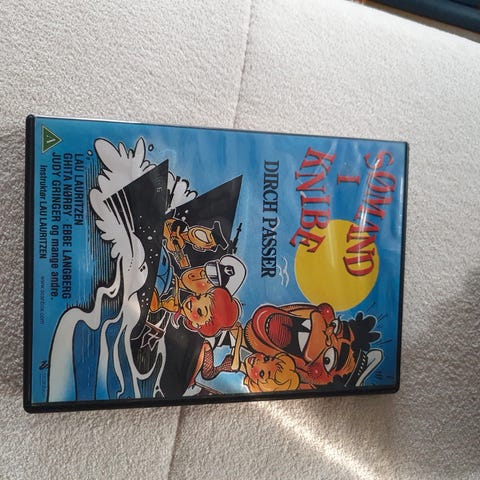 SØMAND
I
KNIBE
DIRCH PASSER
LAU LAURITZEN
GHITA NØRBY · EBBE LANGBERG
JUDY GRINGER og mange andre.
Instruktør LAU LAURITZEN
A